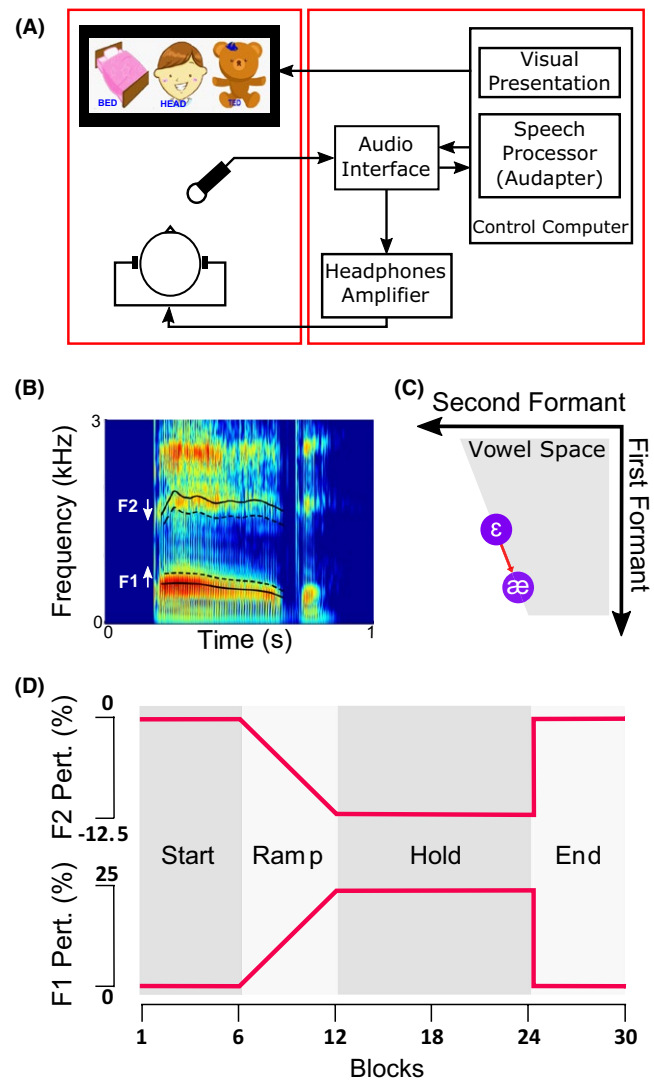 (A)
BED
HEAD
TED
Visual
Presentation
Audio
Interface
Speech
Processor
(Audapter)
Control Computer
Headphones
Amplifier
(B)
3
Frequency (kHz)
F2
F1
0
0
Time (s)
1
(C)
Second Formant
Vowel Space
First Formant
ε
æ
(D)
0
F2 Pert. (%)
-12.5
25
F1 Pert. (%)
0
Start
Ramp
Hold
End
1
6
12
18
24
30
Blocks